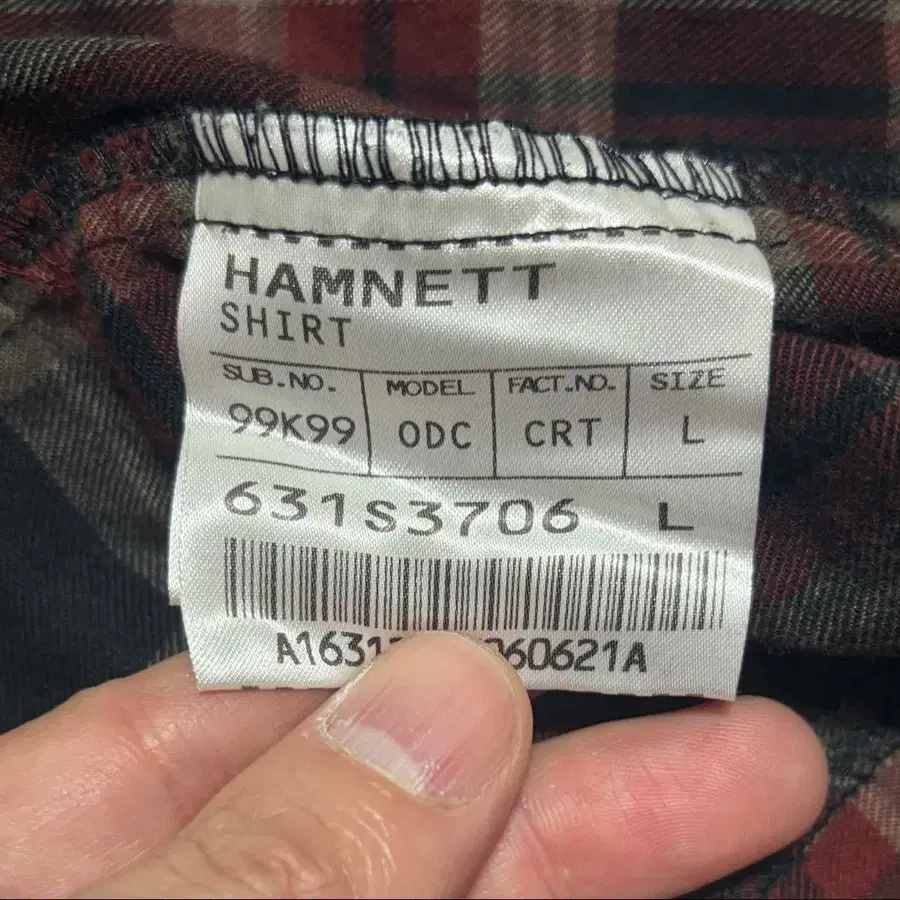 HAMNETT
SHIRT
SUB.NO. MODEL FACT.NO. SIZE
99K99 ODC CRT L
631S3706 L